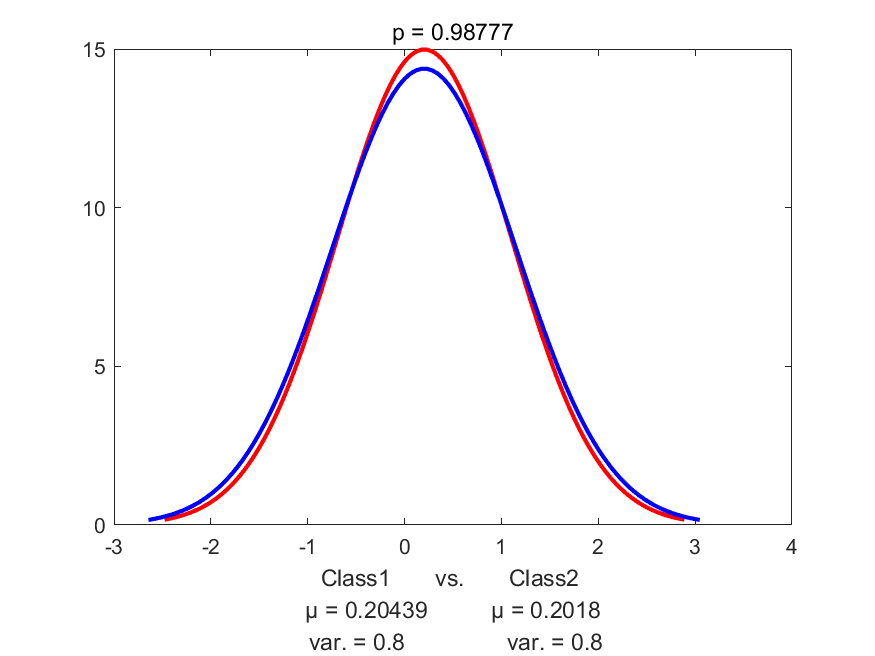 p = 0.98777
15
10
5
0
-3 -2 -1 0 1 2 3 4
Class1 vs. Class2
μ = 0.20439 μ = 0.2018
var. = 0.8 var. = 0.8